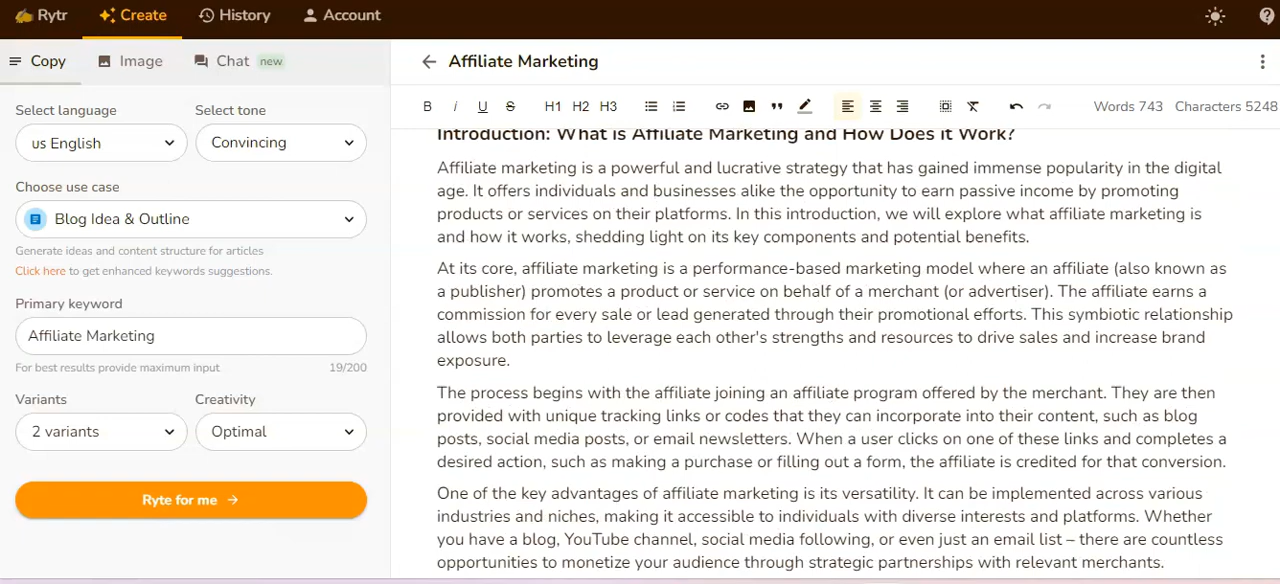 Rytr
Create
History
Account
Copy
Image
Chat new
Affiliate Marketing
Select language
Select tone
us English
Convincing
Choose use case
Blog Idea & Outline
Generate ideas and content structure for articles
Click here to get enhanced keywords suggestions.
Primary keyword
Affiliate Marketing
For best results provide maximum input
19/200
Variants
Creativity
2 variants
Optimal
Ryte for me →
B i U S H1 H2 H3
Words 743 Characters 5248
Introduction: What is Affiliate Marketing and How Does it Work?
Affiliate marketing is a powerful and lucrative strategy that has gained immense popularity in the digital
age. It offers individuals and businesses alike the opportunity to earn passive income by promoting
products or services on their platforms. In this introduction, we will explore what affiliate marketing is
and how it works, shedding light on its key components and potential benefits.
At its core, affiliate marketing is a performance-based marketing model where an affiliate (also known as
a publisher) promotes a product or service on behalf of a merchant (or advertiser). The affiliate earns a
commission for every sale or lead generated through their promotional efforts. This symbiotic relationship
allows both parties to leverage each other's strengths and resources to drive sales and increase brand
exposure.
The process begins with the affiliate joining an affiliate program offered by the merchant. They are then
provided with unique tracking links or codes that they can incorporate into their content, such as blog
posts, social media posts, or email newsletters. When a user clicks on one of these links and completes a
desired action, such as making a purchase or filling out a form, the affiliate is credited for that conversion.
One of the key advantages of affiliate marketing is its versatility. It can be implemented across various
industries and niches, making it accessible to individuals with diverse interests and platforms. Whether
you have a blog, YouTube channel, social media following, or even just an email list – there are countless
opportunities to monetize your audience through strategic partnerships with relevant merchants.